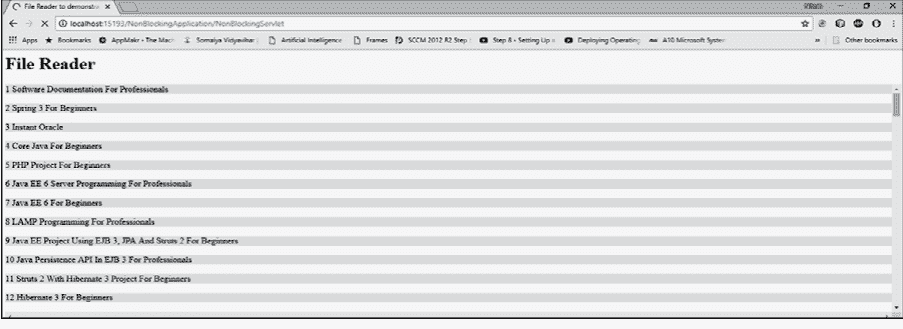 File Reader to demonstra
localhost:15193/NonBlockingApplication/NonBlockingServlet
Apps Bookmarks AppMakr - The Mach Somaiya Vidyavihar Artificial Intelligence Frames SCCM 2012 R2 Step Step 8 - Setting Up Deploying Operating A10 Microsoft System » Other bookmarks
File Reader
1 Software Documentation For Professionals
2 Spring 3 For Beginners
3 Instant Oracle
4 Core Java For Beginners
5 PHP Project For Beginners
6 Java EE 6 Server Programming For Professionals
7 Java EE 6 For Beginners
8 LAMP Programming For Professionals
9 Java EE Project Using EJB 3, JPA And Struts 2 For Beginners
10 Java Persistence API In EJB 3 For Professionals
11 Struts 2 With Hibernate 3 Project For Beginners
12 Hibernate 3 For Beginners